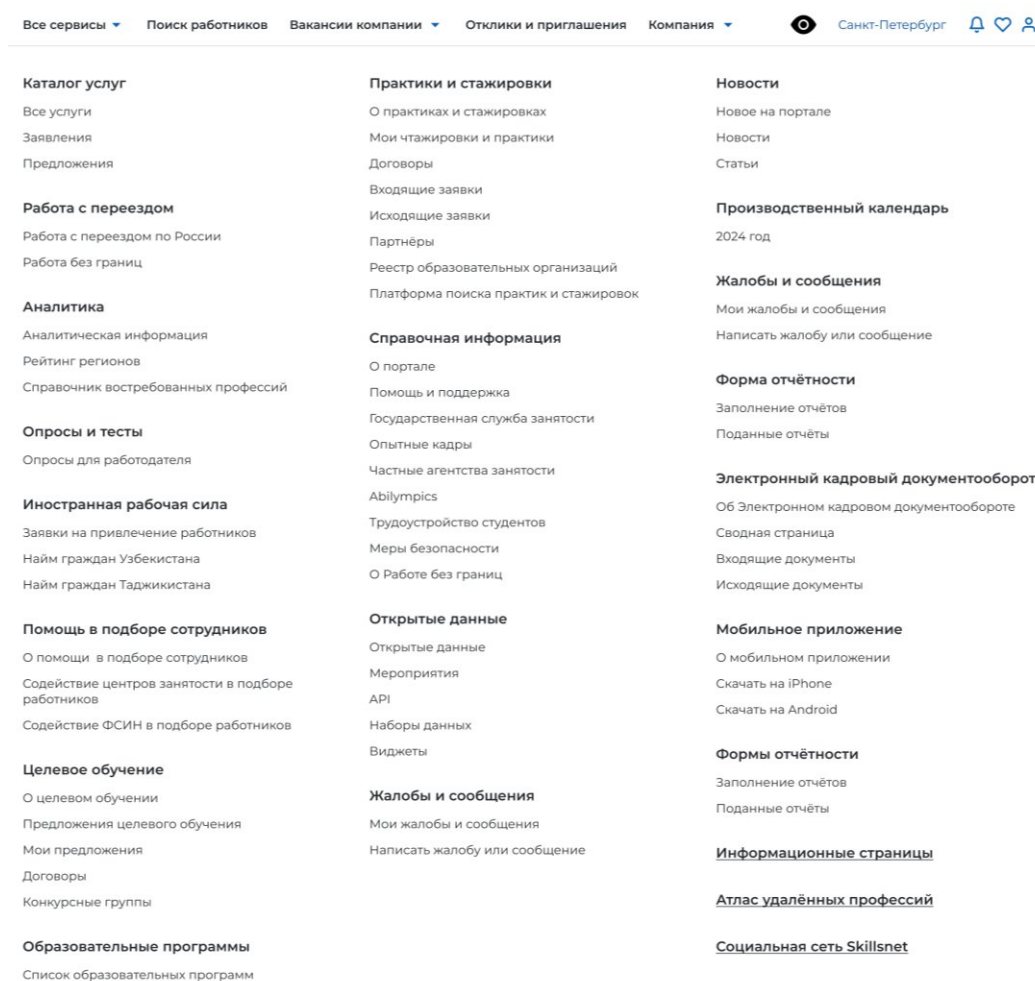 Все сервисы Поиск работников Вакансии компании Отклики и приглашения Компания Санкт-Петербург
Каталог услуг
Все услуги
Заявления
Предложения
Работа с переездом
Работа с переездом по России
Работа без границ
Аналитика
Аналитическая информация
Рейтинг регионов
Справочник востребованных профессий
Опросы и тесты
Опросы для работодателя
Иностранная рабочая сила
Заявки на привлечение работников
Найм граждан Узбекистана
Найм граждан Таджикистана
Помощь в подборе сотрудников
О помощи в подборе сотрудников
Содействие центров занятости в подборе
работников
Содействие ФСИН в подборе работников
Целевое обучение
О целевом обучении
Предложения целевого обучения
Мои предложения
Договоры
Конкурсные группы
Образовательные программы
Список образовательных программ
Практики и стажировки
О практиках и стажировках
Мои чтажировки и практики
Договоры
Входящие заявки
Исходящие заявки
Партнёры
Реестр образовательных организаций
Платформа поиска практик и стажировок
Справочная информация
О портале
Помощь и поддержка
Государственная служба занятости
Опытные кадры
Частные агентства занятости
Abilympics
Трудоустройство студентов
Меры безопасности
О Работе без границ
Открытые данные
Открытые данные
Мероприятия
API
Наборы данных
Виджеты
Жалобы и сообщения
Мои жалобы и сообщения
Написать жалобу или сообщение
Новости
Новое на портале
Новости
Статьи
Производственный календарь
2024 год
Жалобы и сообщения
Мои жалобы и сообщения
Написать жалобу или сообщение
Форма отчётности
Заполнение отчётов
Поданные отчёты
Электронный кадровый документооборот
Об Электронном кадровом документообороте
Сводная страница
Входящие документы
Исходящие документы
Мобильное приложение
О мобильном приложении
Скачать на iPhone
Скачать на Android
Формы отчётности
Заполнение отчётов
Поданные отчёты
Информационные страницы
Атлас удалённых профессий
Социальная сеть Skillsnet